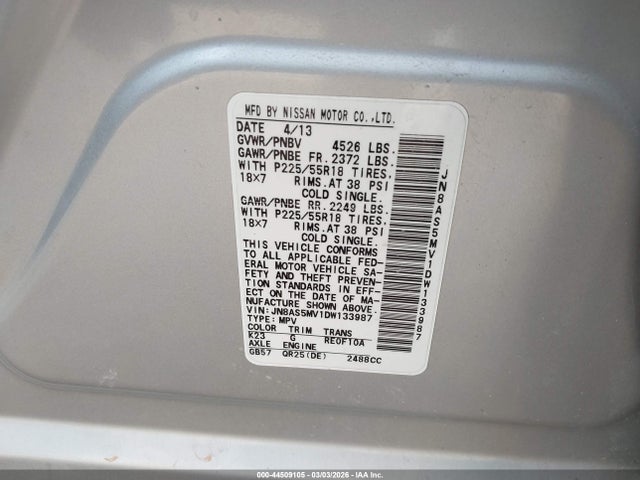 MFD BY NISSAN MOTOR CO.,LTD.
DATE 4/13
GVWR/PNBV 4526 LBS.
GAWR/PNBE FR. 2372 LBS.
WITH P225/55R18 TIRES,
18X7 RIMS.AT 38 PSI
COLD SINGLE.
GAWR/PNBE RR. 2249 LBS.
WITH P225/55R18 TIRES,
18X7 RIMS.AT 38 PSI
COLD SINGLE.
THIS VEHICLE CONFORMS
TO ALL APPLICABLE FED-
ERAL MOTOR VEHICLE SA-
FETY AND THEFT PREVEN-
TION STANDARDS IN EFF-
ECT ON THE DATE OF MA-
NUFACTURE SHOWN ABOVE.
VIN:JN8AS5MV1DW133987
TYPE:MPV
COLOR TRIM TRANS
K23 G RE0F10A
AXLE ENGINE
GB57 QR25(DE) 2488CC
JN8AS5MV1DW133987
000-44509105 - 03/03/2026 - IAA Inc.